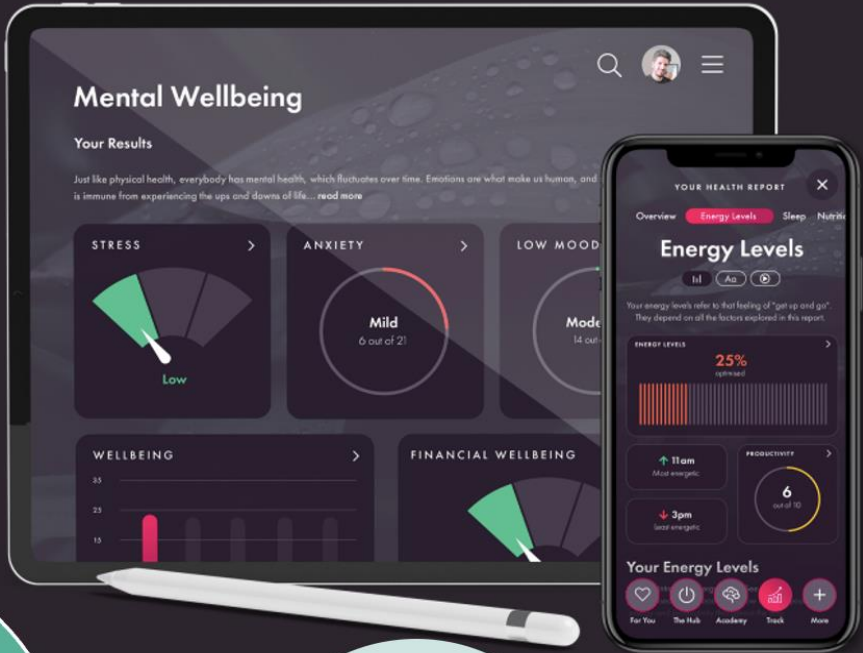 Mental Wellbeing
Your Results
Just like physical health, everybody has mental health, which fluctuates over time. Emotions are what make us human, and
is immune from experiencing the ups and downs of life... read more
STRESS
Low
ANXIETY
Mild
6 out of 21
LOW MOOD
14 out
WELLBEING
35
25
15
FINANCIAL WELLBEING
YOUR HEALTH REPORT
Overview Energy Levels Sleep
Energy Levels
Aa
Your energy levels refer to that feeling of "get up and go".
They depend on all the factors explored in this report.
ENERGY LEVELS
25%
optimised
11am
Most energetic
3pm
Least energetic
PRODUCTIVITY
6
out of 10
Your Energy Levels
For You The Hub Academy Track More